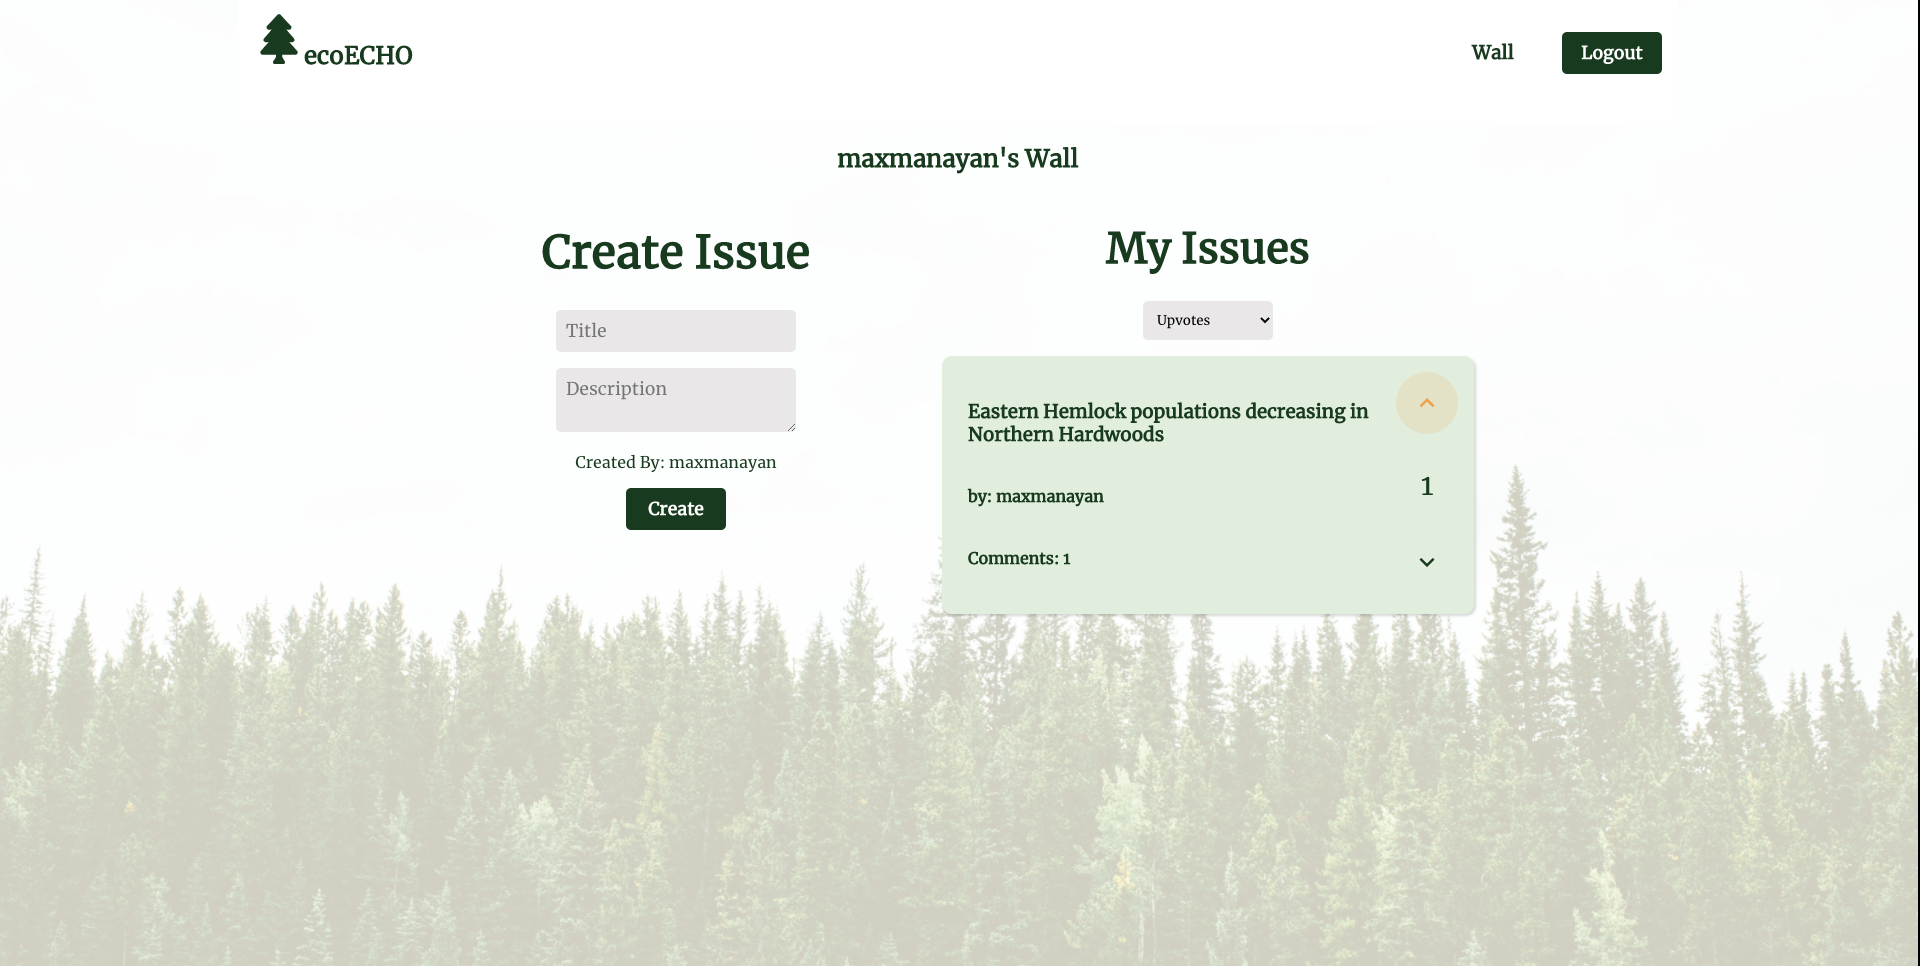 ecoECHO
Wall
Logout
maxmanayan's Wall
Create Issue
Title
Description
Created By: maxmanayan
Create
My Issues
Upvotes
Eastern Hemlock populations decreasing in
Northern Hardwoods
by: maxmanayan
1
Comments: 1